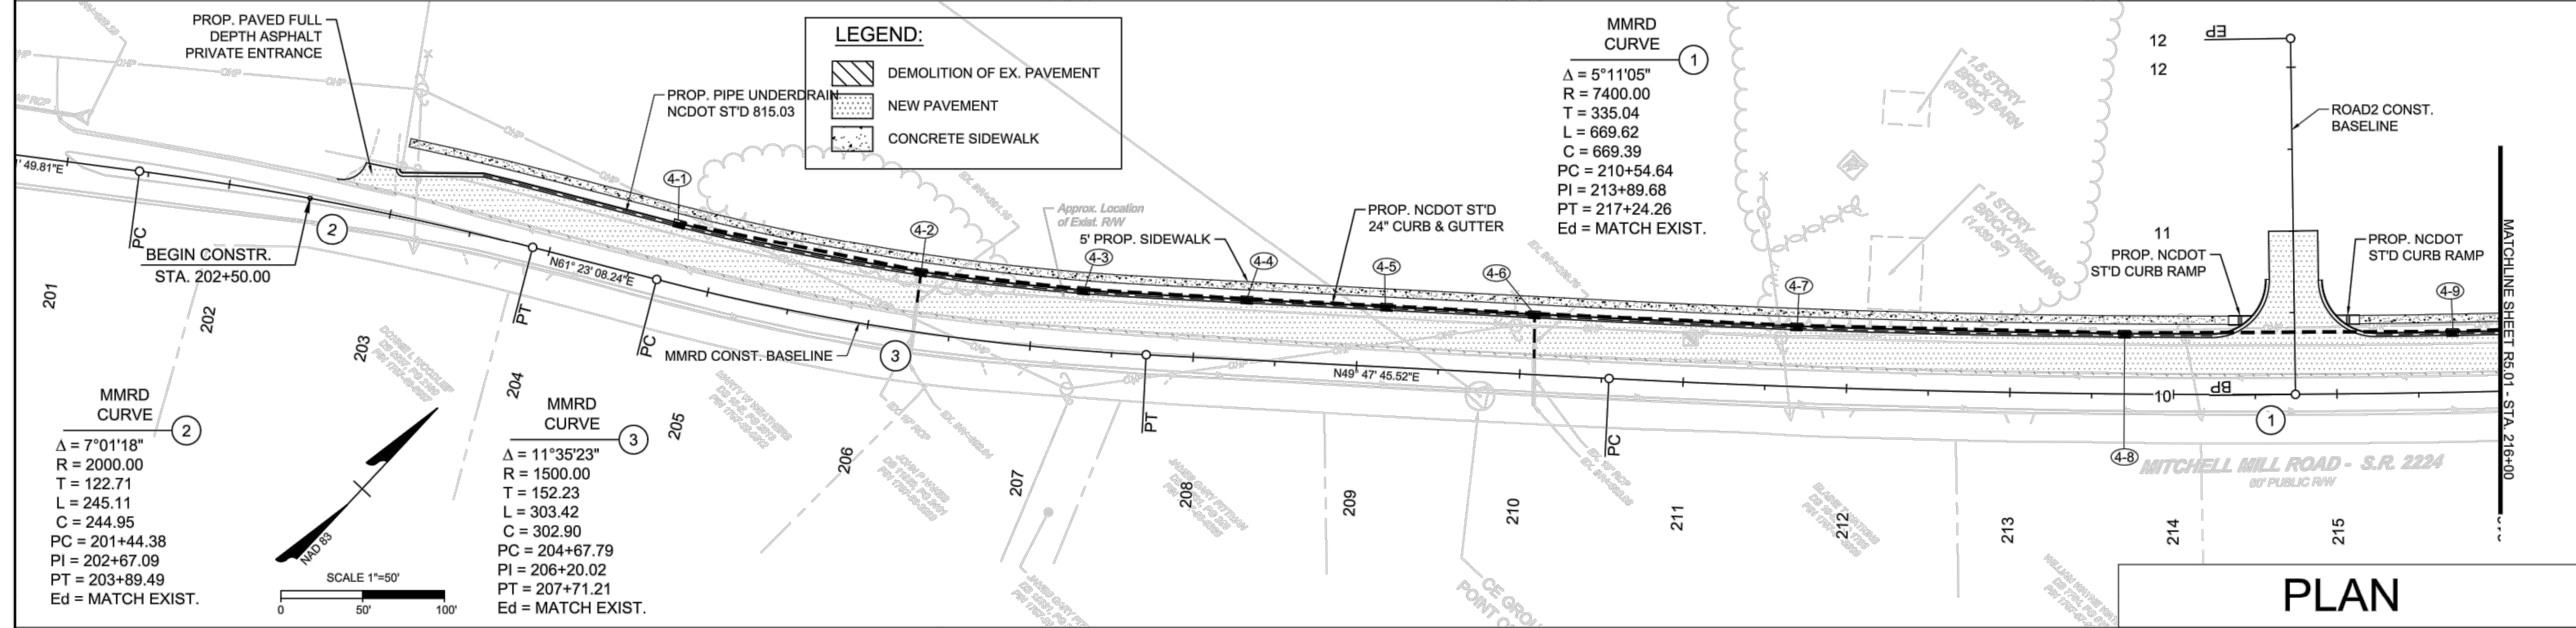 PROP. PAVED FULL
DEPTH ASPHALT
PRIVATE ENTRANCE
LEGEND:
DEMOLITION OF EX. PAVEMENT
NEW PAVEMENT
CONCRETE SIDEWALK
PROP. PIPE UNDERDRAIN
NCDOT ST'D 815.03
MMRD
CURVE
1
Δ = 5°11'05"
R = 7400.00
T = 335.04
L = 669.62
C = 669.39
PC = 210+54.64
PI = 213+89.68
PT = 217+24.26
Ed = MATCH EXIST.
1.5 STORY
BRICK BARN
(570 SF)
1 STORY
BRICK DWELLING
(1,439 SF)
12
12
EP
ROAD2 CONST.
BASELINE
11
PROP. NCDOT
ST'D CURB RAMP
PROP. NCDOT
ST'D CURB RAMP
OHP
OHP
OHP
OHP
49.81"E
PC
BEGIN CONSTR.
STA. 202+50.00
2
4-1
4-2
Approx. Location
of Exist. R/W
5' PROP. SIDEWALK
4-3
4-4
PROP. NCDOT ST'D
24" CURB & GUTTER
4-5
4-6
4-7
4-8
4-9
PT
N61° 23' 08.24"E
PC
MMRD CONST. BASELINE
3
PT
N49° 47' 45.52"E
PC
10
BP
1
MATCHLINE SHEET R5.01 - STA. 216+00
MITCHELL MILL ROAD - S.R. 2224
60' PUBLIC R/W
201
202
203
204
205
206
207
208
209
210
211
212
213
214
215
MMRD
CURVE
2
Δ = 7°01'18"
R = 2000.00
T = 122.71
L = 245.11
C = 244.95
PC = 201+44.38
PI = 202+67.09
PT = 203+89.49
Ed = MATCH EXIST.
NAD 83
SCALE 1"=50'
0 50' 100'
MMRD
CURVE
3
Δ = 11°35'23"
R = 1500.00
T = 152.23
L = 303.42
C = 302.90
PC = 204+67.79
PI = 206+20.02
PT = 207+71.21
Ed = MATCH EXIST.
PLAN